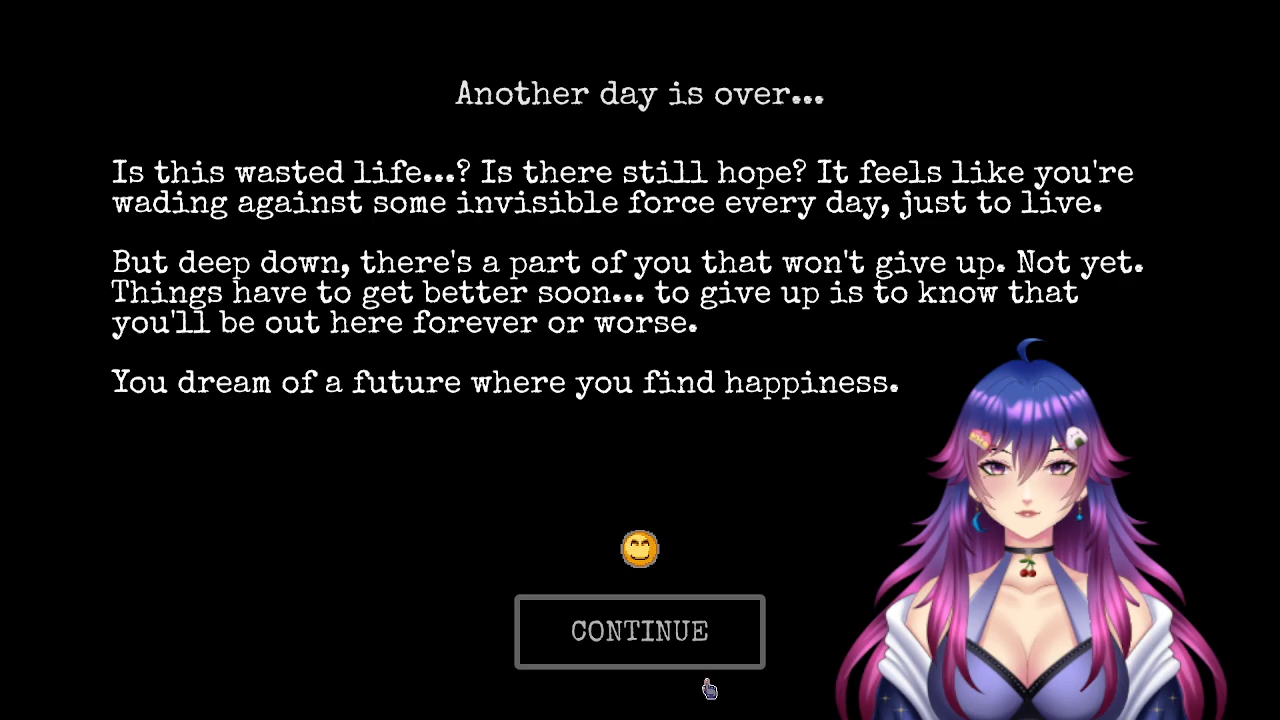 Another day is over...
Is this wasted life...? Is there still hope? It feels like you're
wading against some invisible force every day, just to live.
But deep down, there's a part of you that won't give up. Not yet.
Things have to get better soon... to give up is to know that
you'll be out here forever or worse.
You dream of a future where you find happiness.
CONTINUE